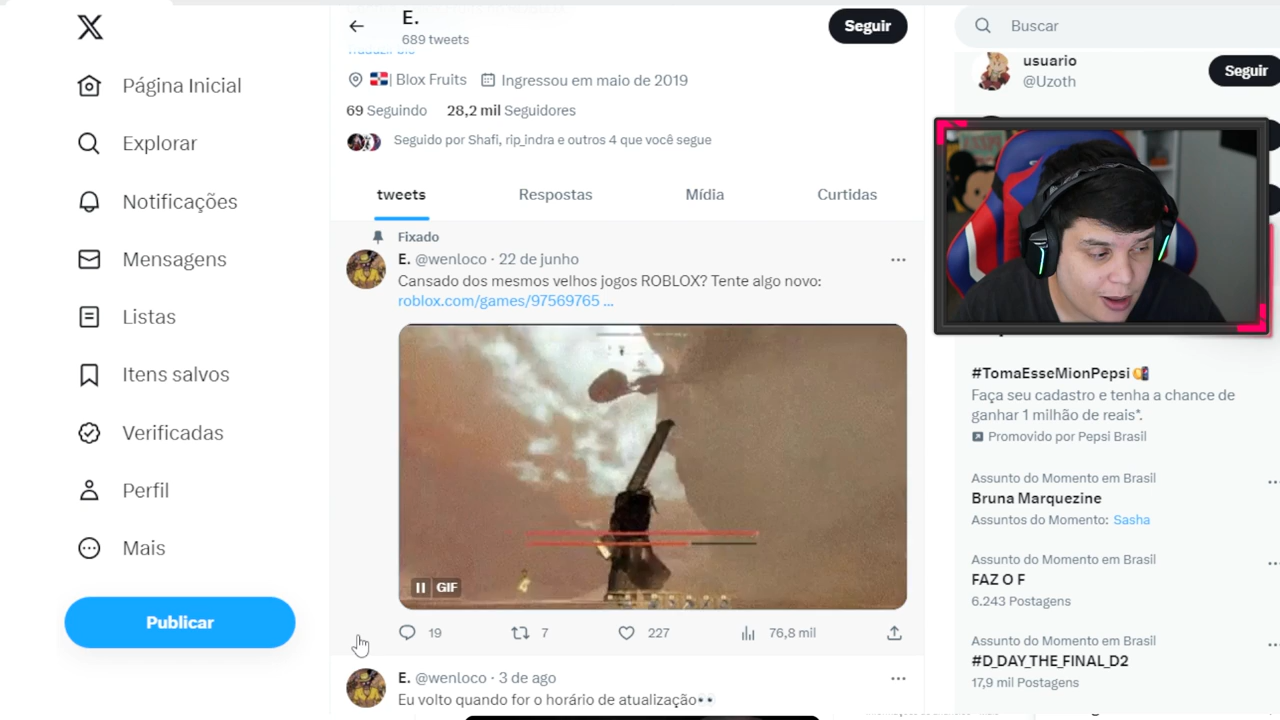 Página Inicial
Explorar
Notificações
Mensagens
Listas
Itens salvos
Verificadas
Perfil
Mais
Publicar
E.
689 tweets
Seguir
| Blox Fruits Ingressou em maio de 2019
69 Seguindo 28,2 mil Seguidores
Seguido por Shafi, rip_indra e outros 4 que você segue
tweets Respostas Mídia Curtidas
Fixado
E. @wenloco · 22 de junho
Cansado dos mesmos velhos jogos ROBLOX? Tente algo novo:
roblox.com/games/97569765 ...
GIF
19 7 227 76,8 mil
E. @wenloco · 3 de ago
Eu volto quando for o horário de atualização👀
Buscar
usuario
@Uzoth
Seguir
#TomaEsseMionPepsi
Faça seu cadastro e tenha a chance de
ganhar 1 milhão de reais*.
Promovido por Pepsi Brasil
Assunto do Momento em Brasil
Bruna Marquezine
Assuntos do Momento: Sasha
Assunto do Momento em Brasil
FAZ O F
6.243 Postagens
Assunto do Momento em Brasil
#D_DAY_THE_FINAL_D2
17,9 mil Postagens